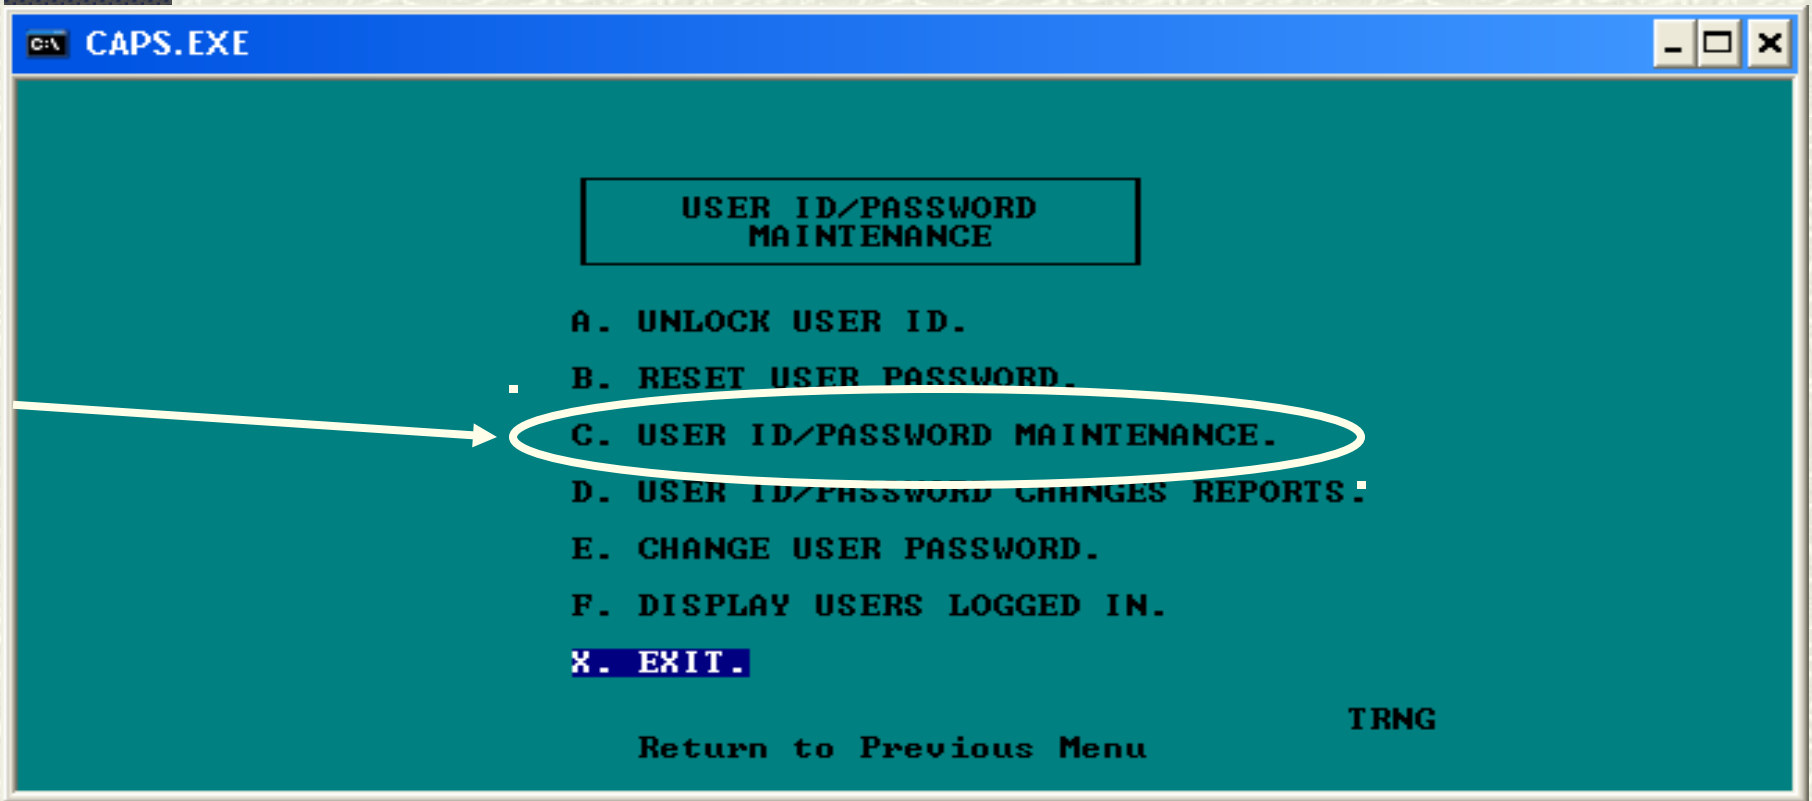 C:\ CAPS.EXE
USER ID/PASSWORD
MAINTENANCE
A. UNLOCK USER ID.
B. RESET USER PASSWORD.
C. USER ID/PASSWORD MAINTENANCE.
D. USER ID/PASSWORD CHANGES REPORTS.
E. CHANGE USER PASSWORD.
F. DISPLAY USERS LOGGED IN.
X. EXIT.
TRNG
Return to Previous Menu